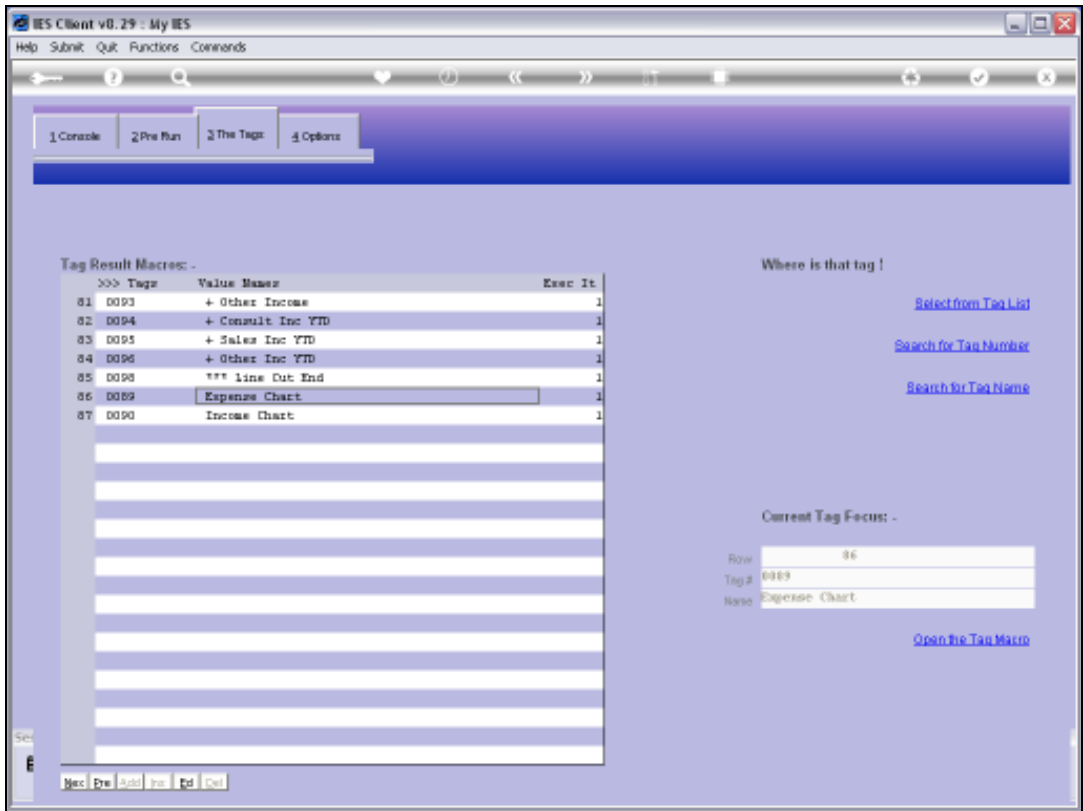 IES Client v8.29 : My IES
Help Submit Quit Functions Commands
1 Console 2 Pre Run 3 The Tags 4 Options
Tag Result Macros: -
>>> Tags Value Names Exec It
81 0093 + Other Income 1
82 0094 + Consult Inc YTD 1
83 0095 + Sales Inc YTD 1
84 0096 + Other Inc YTD 1
85 0098 *** Line Cut End 1
86 0089 Expense Chart 1
87 0090 Income Chart 1
Where is that tag !
Select from Tag List
Search for Tag Number
Search for Tag Name
Current Tag Focus: -
Row 86
Tag # 0089
Name Expense Chart
Open the Tag Macro
Ses
Nex Pre Add Ins Ed Del